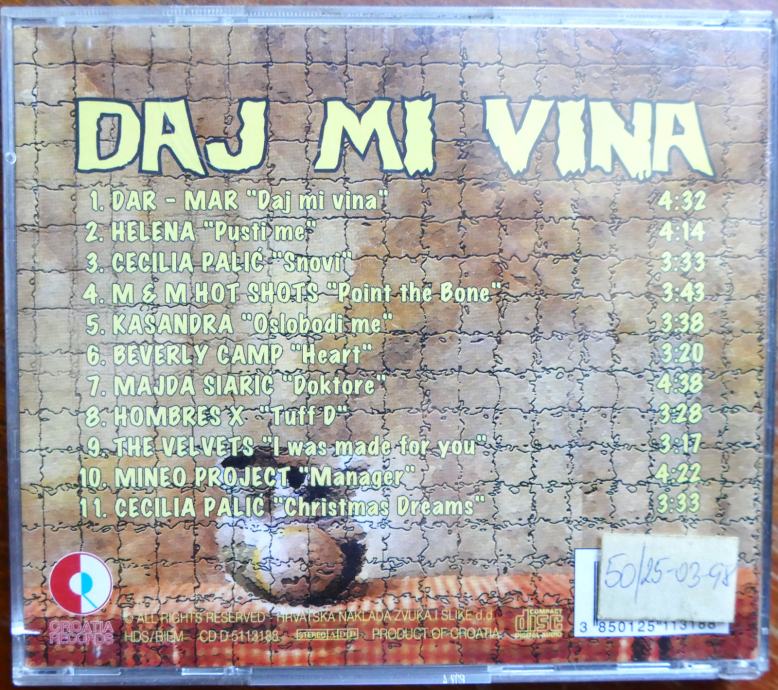 DAJ MI VINA
1. DAR - MAR "Daj mi vina" 4:32
2. HELENA "Pusti me" 4:14
3. CECILIA PALIĆ "Snovi" 3:33
4. M & M HOT SHOTS "Point the Bone" 3:43
5. KASANDRA "Oslobodi me" 3:38
6. BEVERLY CAMP "Heart" 3:20
7. MAJDA SIARIĆ "Doktore" 4:38
8. HOMBRES X "Tuff D" 3:28
9. THE VELVETS "I was made for you" 3:17
10. MINEO PROJECT "Manager" 4:22
11. CECILIA PALIĆ "Christmas Dreams" 3:33
50/25-03-98
CROATIA
RECORDS
© ALL RIGHTS RESERVED - HRVATSKA NAKLADA ZVUKA I SLIKE d.d.
HDS/BIEM CD D 5113188 STEREO PRODUCT OF CROATIA
COMPACT
disc
DIGITAL AUDIO
3 850125 113188